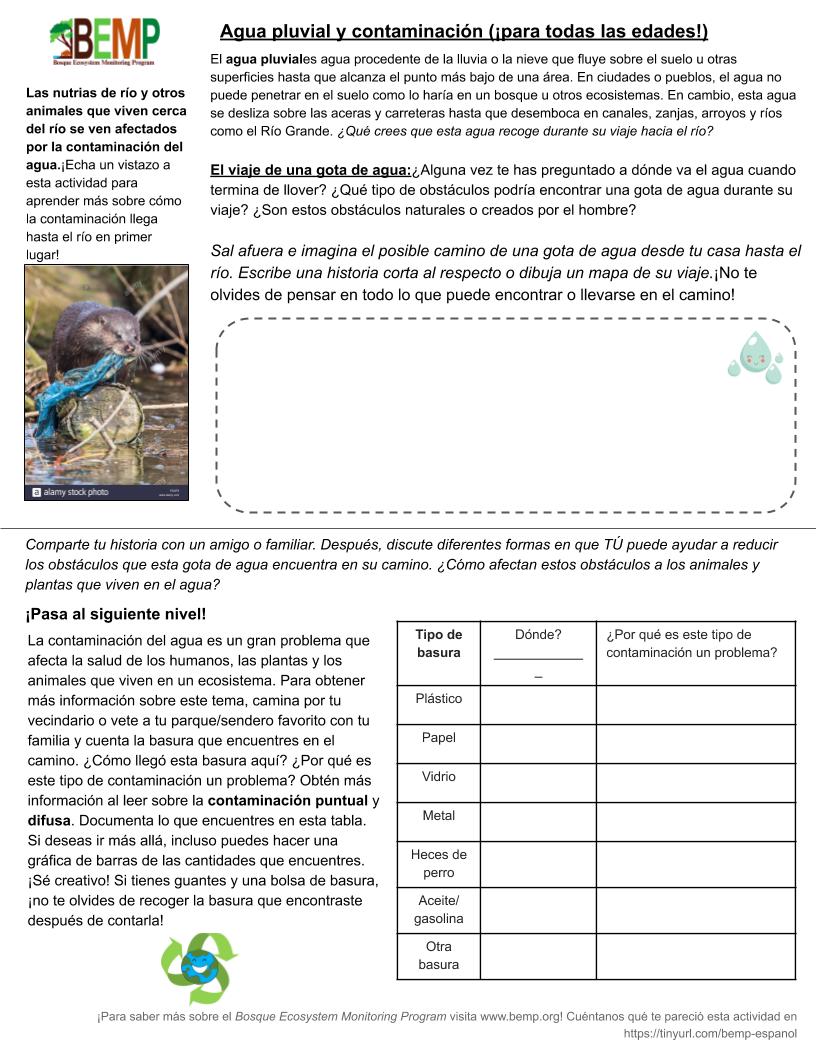 BEMP
Bosque Ecosystem Monitoring Program
Agua pluvial y contaminación (¡para todas las edades!)
El agua pluviales agua procedente de la lluvia o la nieve que fluye sobre el suelo u otras
superficies hasta que alcanza el punto más bajo de una área. En ciudades o pueblos, el agua no
puede penetrar en el suelo como lo haría en un bosque u otros ecosistemas. En cambio, esta agua
se desliza sobre las aceras y carreteras hasta que desemboca en canales, zanjas, arroyos y ríos
como el Río Grande. ¿Qué crees que esta agua recoge durante su viaje hacia el río?
Las nutrias de río y otros
animales que viven cerca
del río se ven afectados
por la contaminación del
agua.¡Echa un vistazo a
esta actividad para
aprender más sobre cómo
la contaminación llega
hasta el río en primer
lugar!
a alamy stock photo
El viaje de una gota de agua:¿Alguna vez te has preguntado a dónde va el agua cuando
termina de llover? ¿Qué tipo de obstáculos podría encontrar una gota de agua durante su
viaje? ¿Son estos obstáculos naturales o creados por el hombre?
Sal afuera e imagina el posible camino de una gota de agua desde tu casa hasta el
río. Escribe una historia corta al respecto o dibuja un mapa de su viaje.¡No te
olvides de pensar en todo lo que puede encontrar o llevarse en el camino!
Comparte tu historia con un amigo o familiar. Después, discute diferentes formas en que TÚ puede ayudar a reducir
los obstáculos que esta gota de agua encuentra en su camino. ¿Cómo afectan estos obstáculos a los animales y
plantas que viven en el agua?
¡Pasa al siguiente nivel!
La contaminación del agua es un gran problema que
afecta la salud de los humanos, las plantas y los
animales que viven en un ecosistema. Para obtener
más información sobre este tema, camina por tu
vecindario o vete a tu parque/sendero favorito con tu
familia y cuenta la basura que encuentres en el
camino. ¿Cómo llegó esta basura aquí? ¿Por qué es
este tipo de contaminación un problema? Obtén más
información al leer sobre la contaminación puntual y
difusa. Documenta lo que encuentres en esta tabla.
Si deseas ir más allá, incluso puedes hacer una
gráfica de barras de las cantidades que encuentres.
¡Sé creativo! Si tienes guantes y una bolsa de basura,
¡no te olvides de recoger la basura que encontraste
después de contarla!
Tipo de
basura
Dónde?
____________
_
¿Por qué es este tipo de
contaminación un problema?
Plástico
Papel
Vidrio
Metal
Heces de
perro
Aceite/
gasolina
Otra
basura
¡Para saber más sobre el Bosque Ecosystem Monitoring Program visita www.bemp.org! Cuéntanos qué te pareció esta actividad en
https://tinyurl.com/bemp-espanol